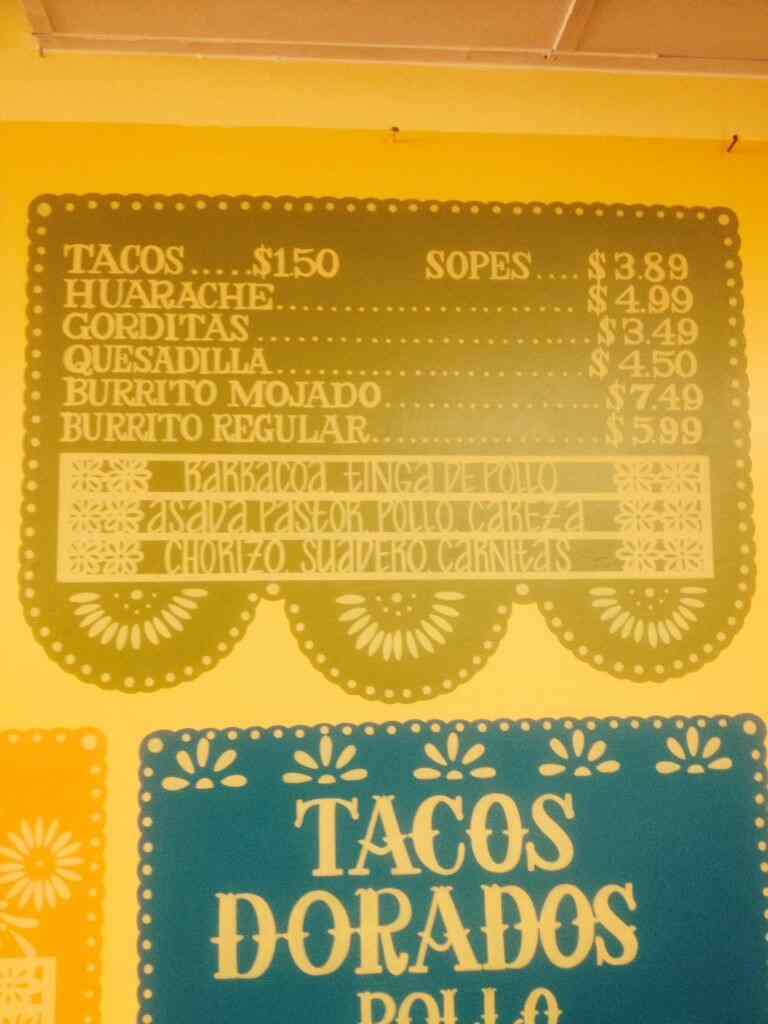 TACOS.....$1.50 SOPES....$3.89
HUARACHE..............................$4.99
GORDITAS.................................$3.49
QUESADILLA..............................$4.50
BURRITO MOJADO....................$7.49
BURRITO REGULAR.....................$5.99
BARBACOA TINGA DE POLLO
ASADA PASTOR POLLO CABEZA
CHORIZO SUADERO CARNITAS
TACOS
DORADOS
POLLO